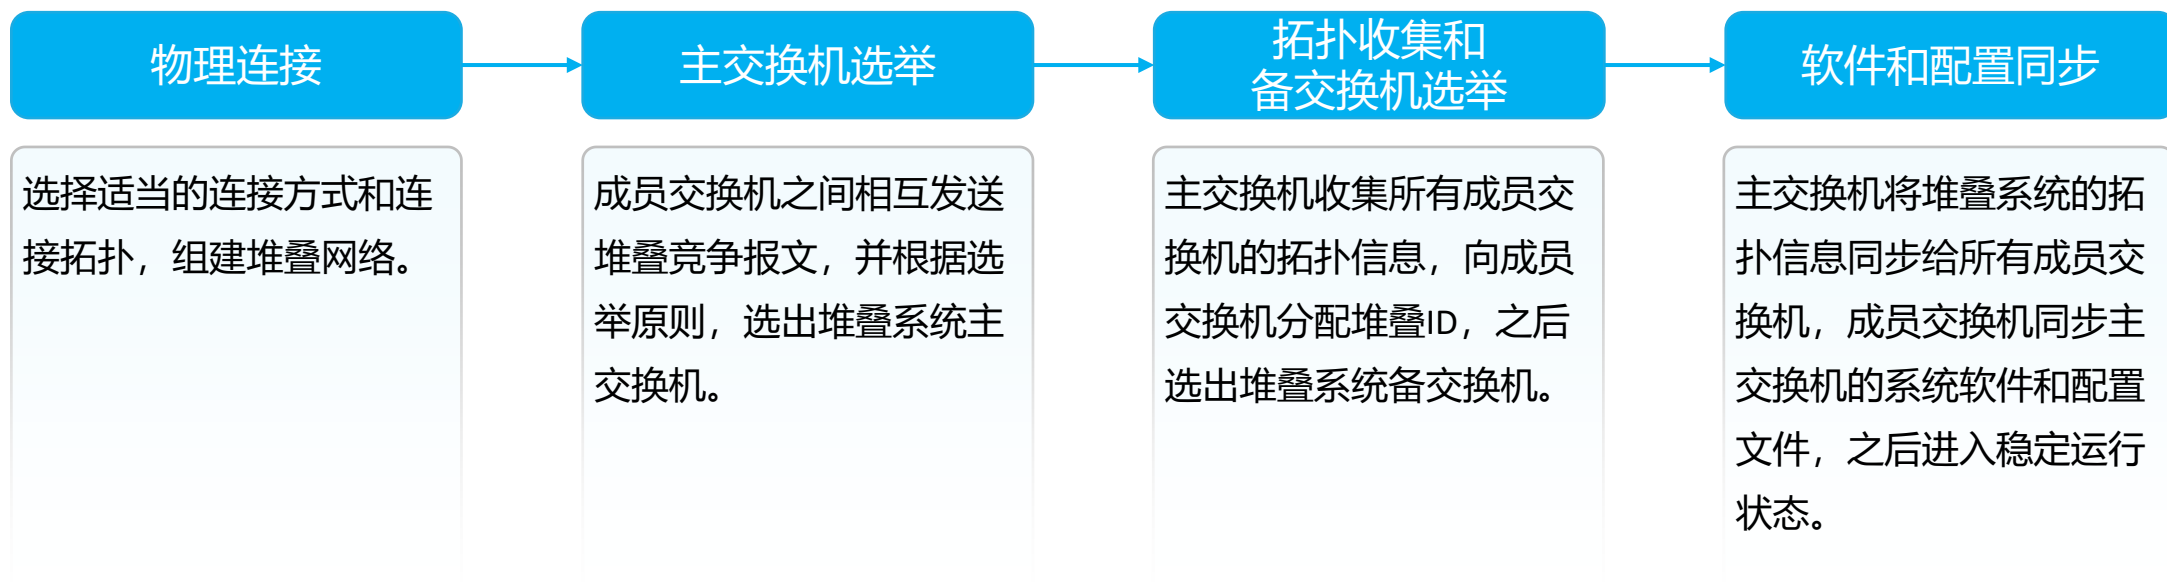 物理连接
选择适当的连接方式和连
接拓扑，组建堆叠网络。
主交换机选举
成员交换机之间相互发送
堆叠竞争报文，并根据选
举原则，选出堆叠系统主
交换机。
拓扑收集和
备交换机选举
主交换机收集所有成员交
换机的拓扑信息，向成员
交换机分配堆叠ID，之后
选出堆叠系统备交换机。
软件和配置同步
主交换机将堆叠系统的拓
扑信息同步给所有成员交
换机，成员交换机同步主
交换机的系统软件和配置
文件，之后进入稳定运行
状态。